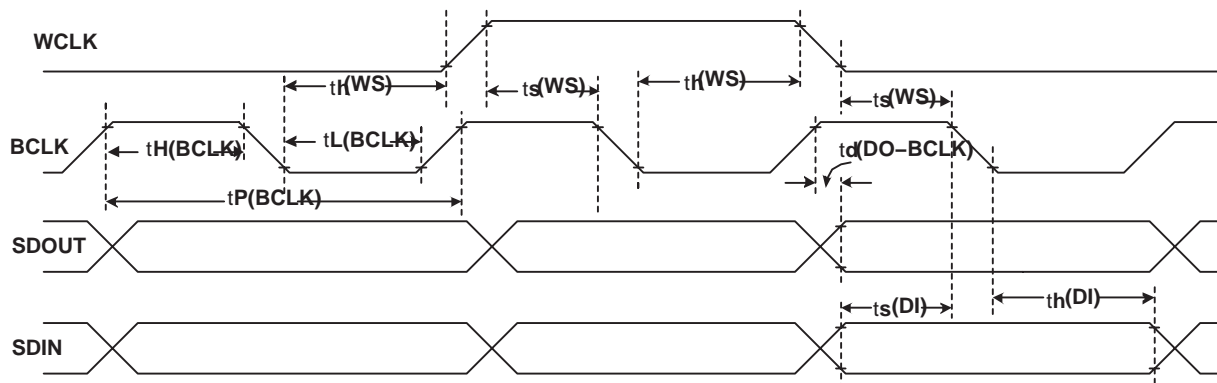 WCLK
th(WS)
ts(WS)
th(WS)
ts(WS)
BCLK
tH(BCLK)
tL(BCLK)
td(DO–BCLK)
tP(BCLK)
SDOUT
ts(DI)
th(DI)
SDIN